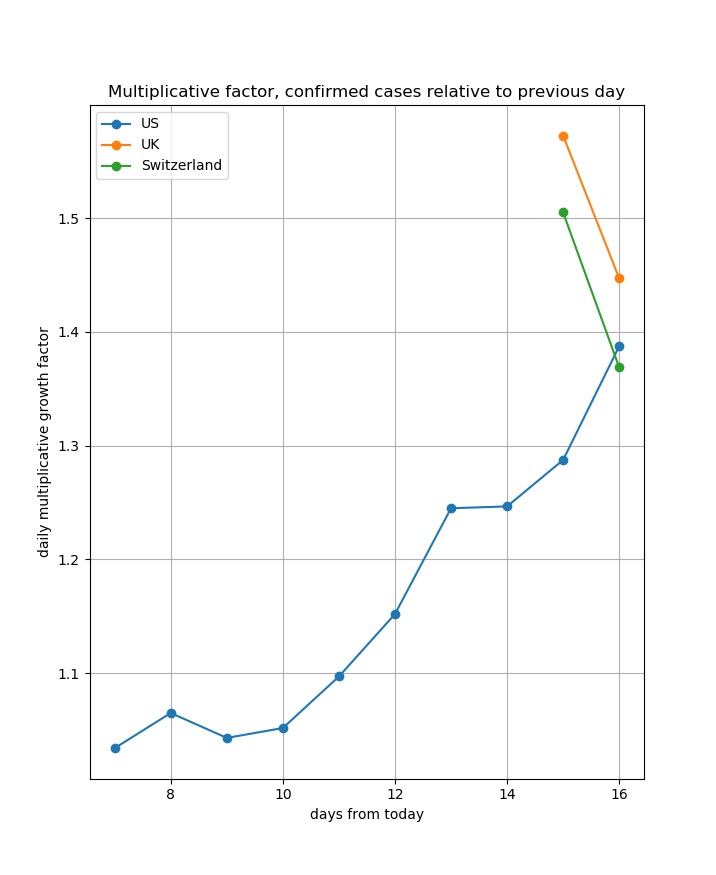 Multiplicative factor, confirmed cases relative to previous day
US
UK
Switzerland
1.5
1.4
1.3
1.2
1.1
daily multiplicative growth factor
8 10 12 14 16
days from today